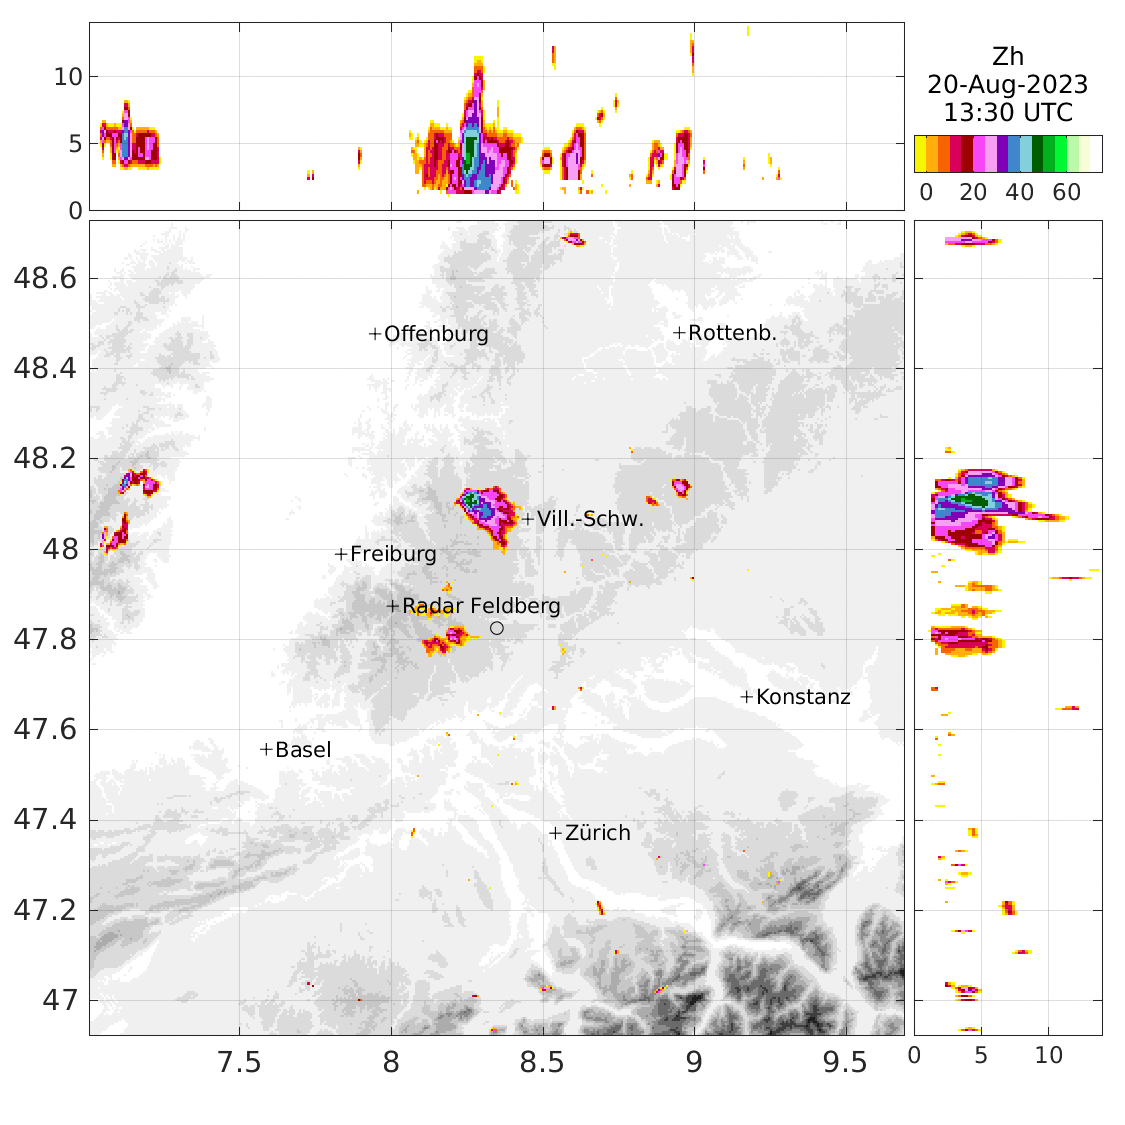 10
5
0
Zh
20-Aug-2023
13:30 UTC
0 20 40 60
48.6
48.4
48.2
48
47.8
47.6
47.4
47.2
47
+Offenburg
+Rottenb.
+Vill.-Schw.
+Freiburg
+Radar Feldberg
+Konstanz
+Basel
+Zürich
7.5 8 8.5 9 9.5
0 5 10